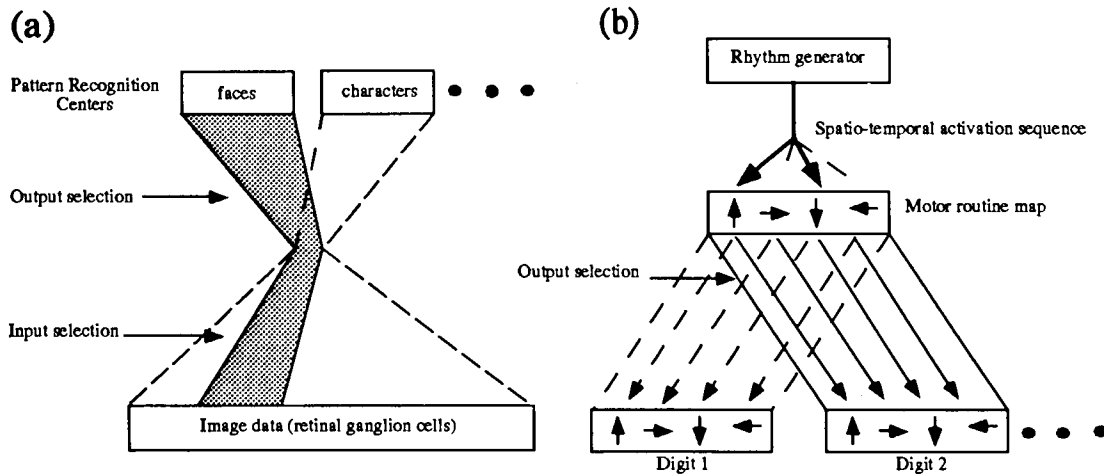 (a)
Pattern Recognition
Centers
faces
characters
Output selection
Input selection
Image data (retinal ganglion cells)
(b)
Rhythm generator
Spatio-temporal activation sequence
Motor routine map
Output selection
Digit 1
Digit 2